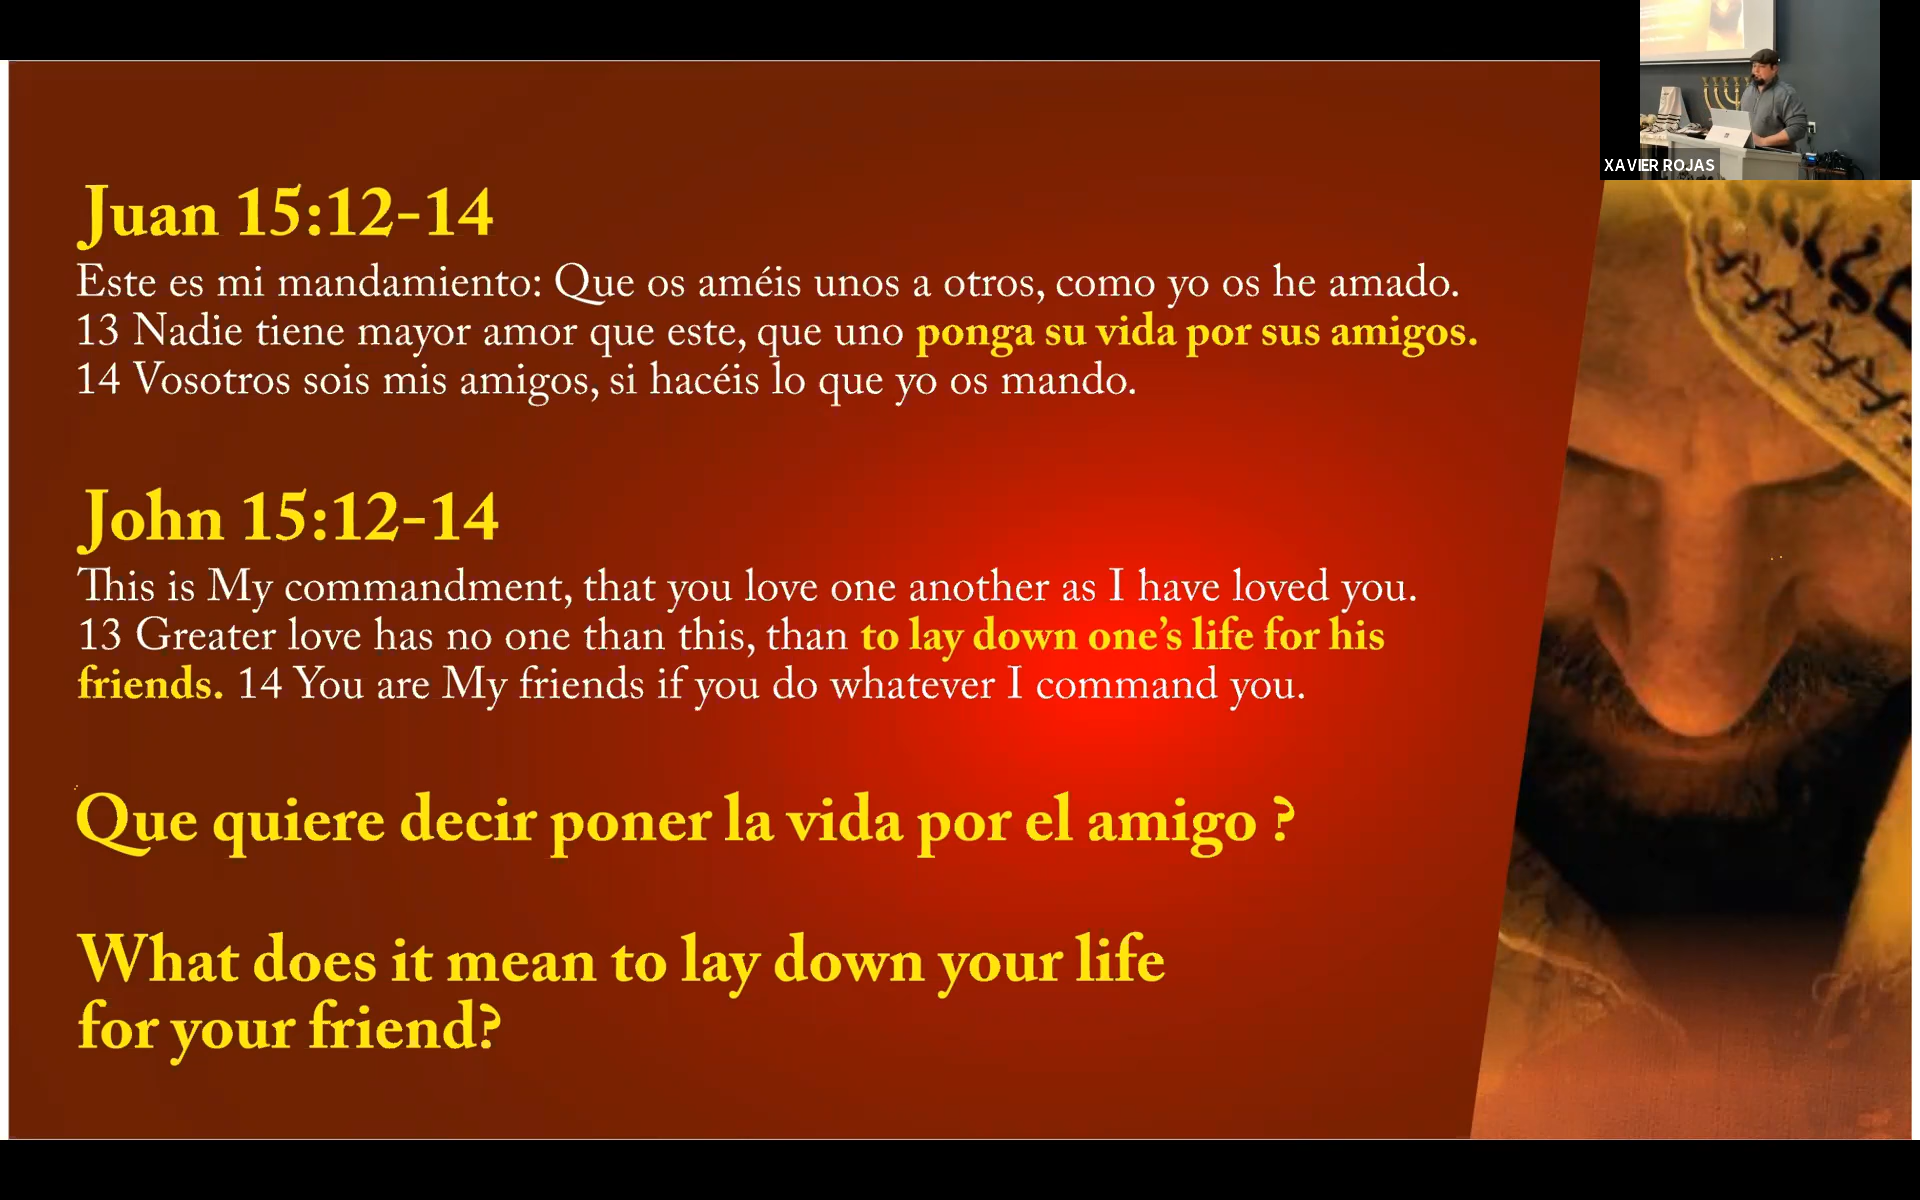 XAVIER ROJAS
Juan 15:12-14
Este es mi mandamiento: Que os améis unos a otros, como yo os he amado.
13 Nadie tiene mayor amor que este, que uno ponga su vida por sus amigos.
14 Vosotros sois mis amigos, si hacéis lo que yo os mando.
John 15:12-14
This is My commandment, that you love one another as I have loved you.
13 Greater love has no one than this, than to lay down one’s life for his
friends. 14 You are My friends if you do whatever I command you.
Que quiere decir poner la vida por el amigo ?
What does it mean to lay down your life
for your friend?